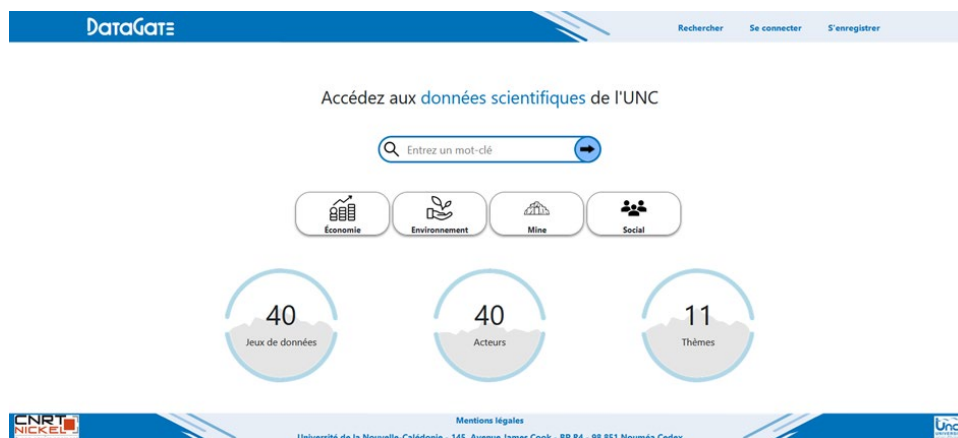 DATAGATE
Rechercher Se connecter S'enregistrer
Accédez aux données scientifiques de l'UNC
Entrez un mot-clé
Économie Environnement Mine Social
40 40 11
Jeux de données Acteurs Thèmes
CNRT
NICKEL
Mentions légales
Université de la Nouvelle-Calédonie - 145, Avenue James Cook - BP R4 - 98 851 Nouméa Cedex
Unc